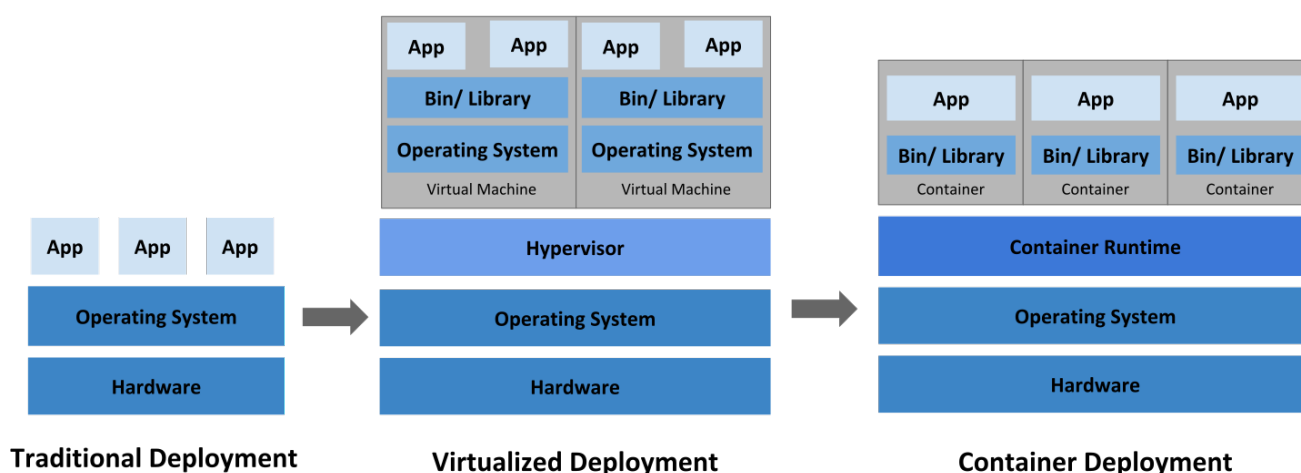 App
App
App
Operating System
Hardware
Traditional Deployment
App
App
App
App
Bin/ Library
Bin/ Library
Operating System
Operating System
Virtual Machine
Virtual Machine
Hypervisor
Operating System
Hardware
Virtualized Deployment
App
App
App
Bin/ Library
Bin/ Library
Bin/ Library
Container
Container
Container
Container Runtime
Operating System
Hardware
Container Deployment